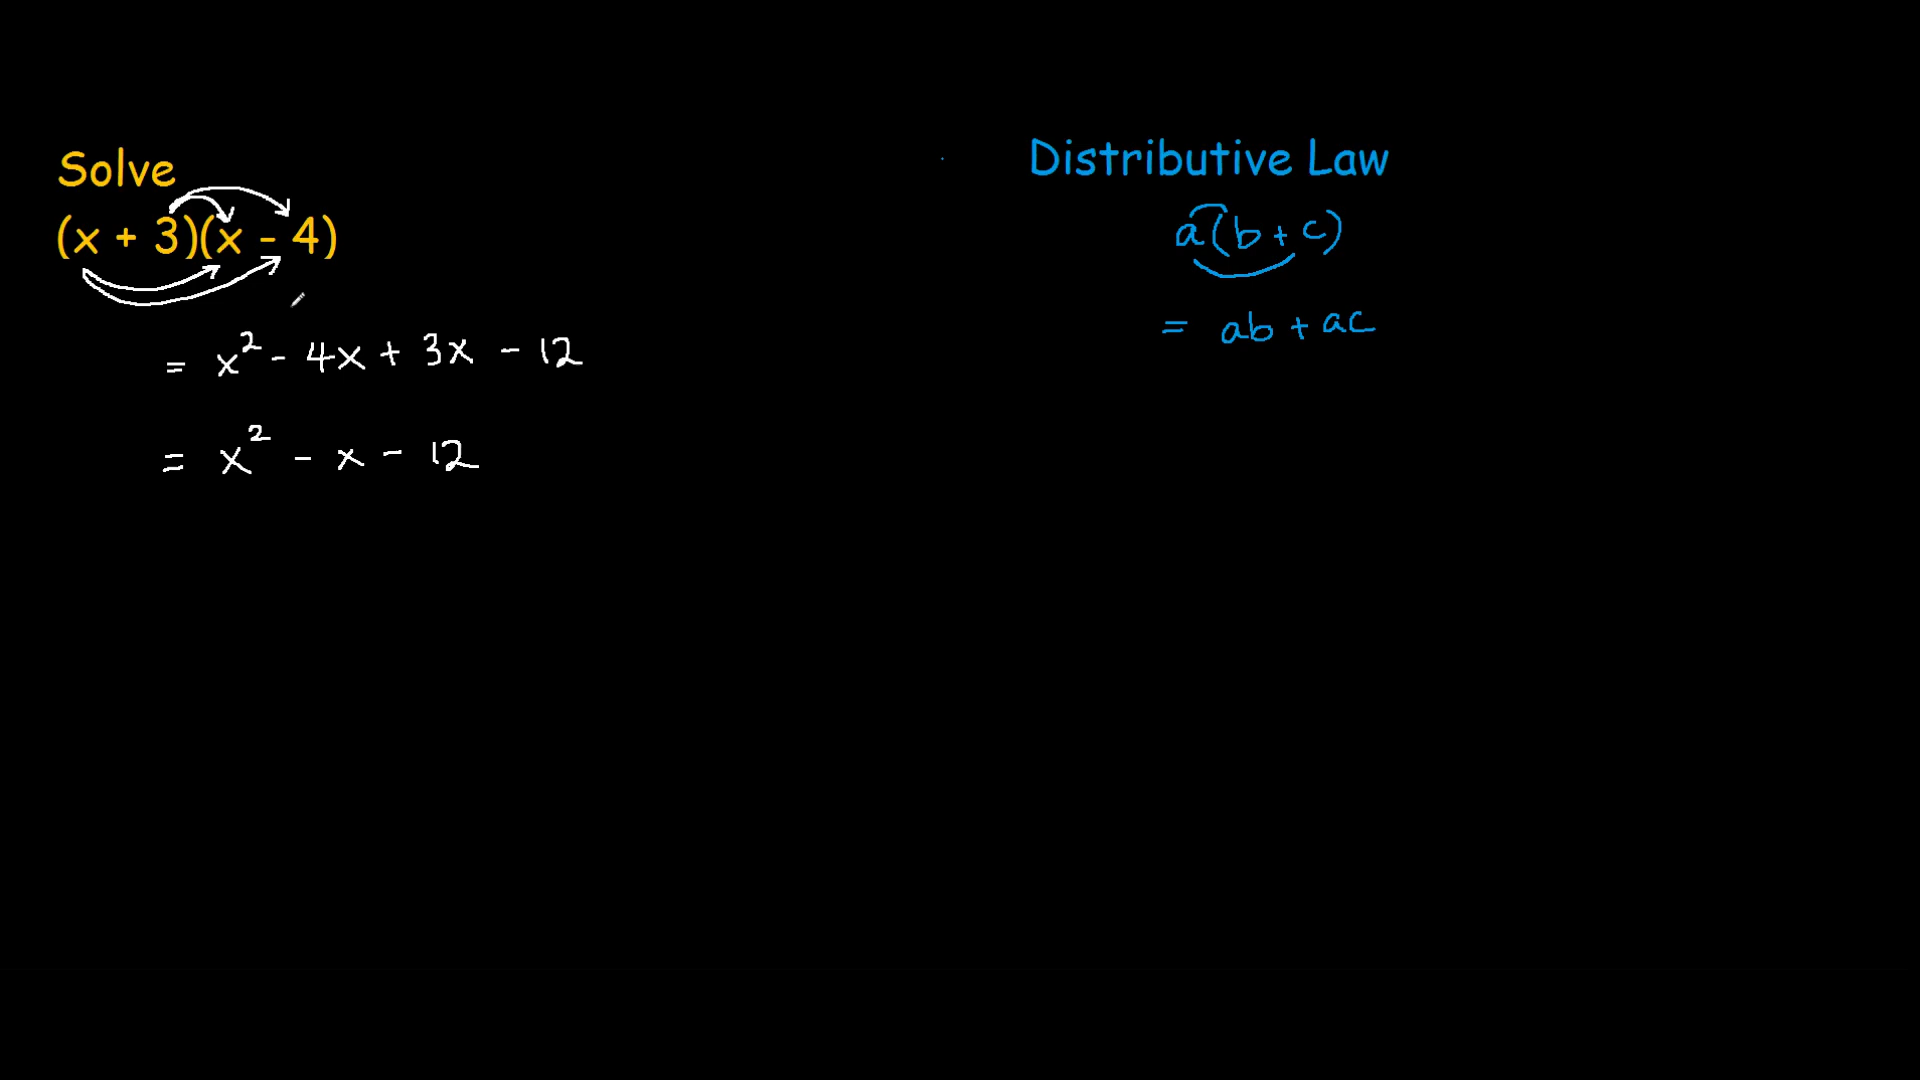 Solve
(x + 3)(x - 4)
= x² - 4x + 3x - 12
= x² - x - 12
Distributive Law
a(b + c)
= ab + ac